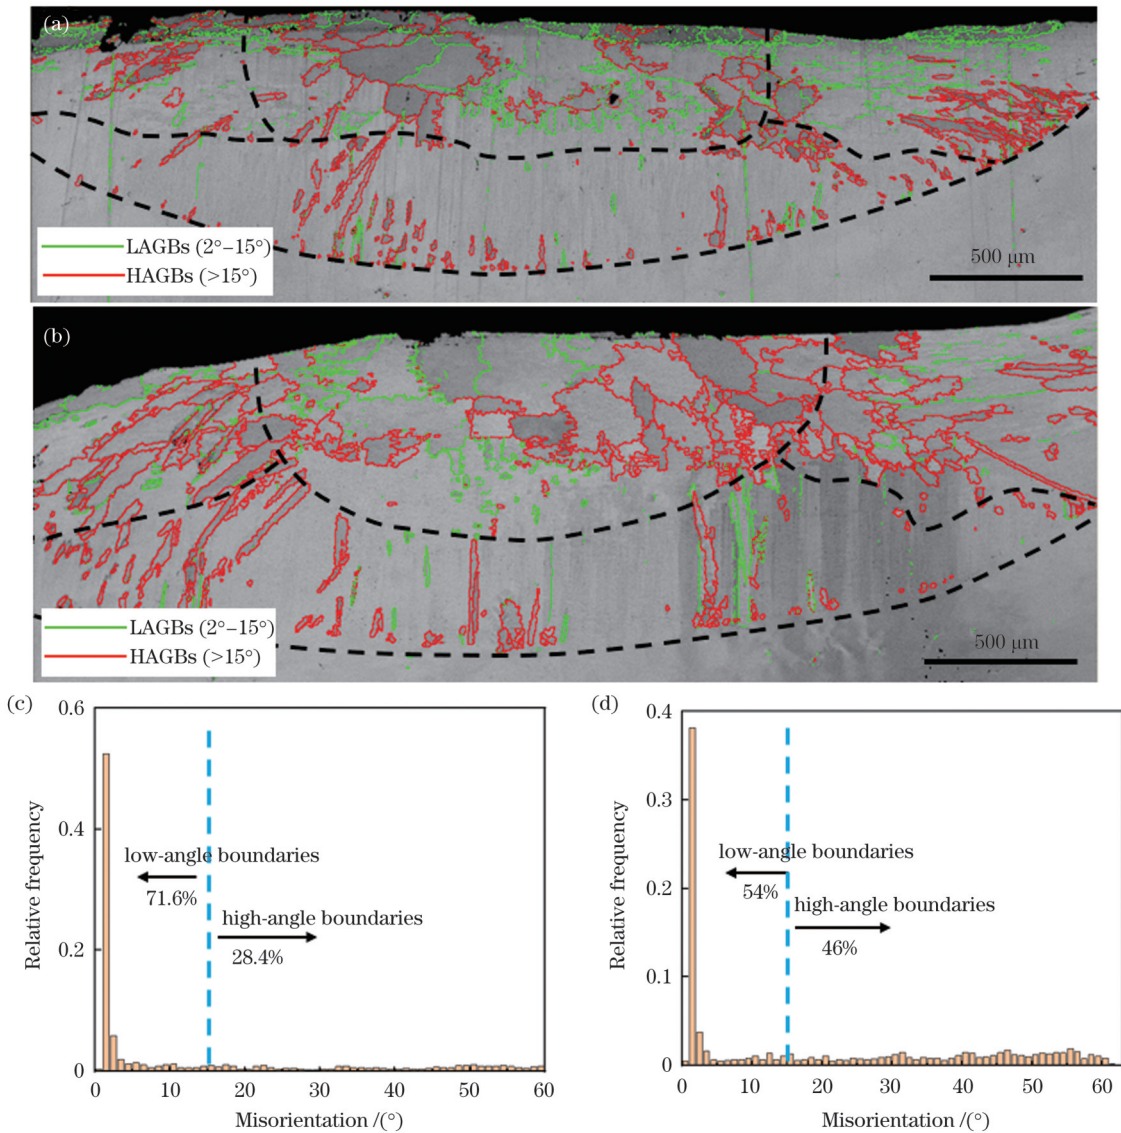 (a)
LAGBs (2°–15°)
HAGBs (>15°)
500 μm
(b)
LAGBs (2°–15°)
HAGBs (>15°)
500 μm
(c)
0.6
0.4
0.2
0
Relative frequency
low-angle boundaries
71.6%
high-angle boundaries
28.4%
0 10 20 30 40 50 60
Misorientation /(°)
(d)
0.4
0.3
0.2
0.1
0
Relative frequency
low-angle boundaries
54%
high-angle boundaries
46%
0 10 20 30 40 50 60
Misorientation /(°)